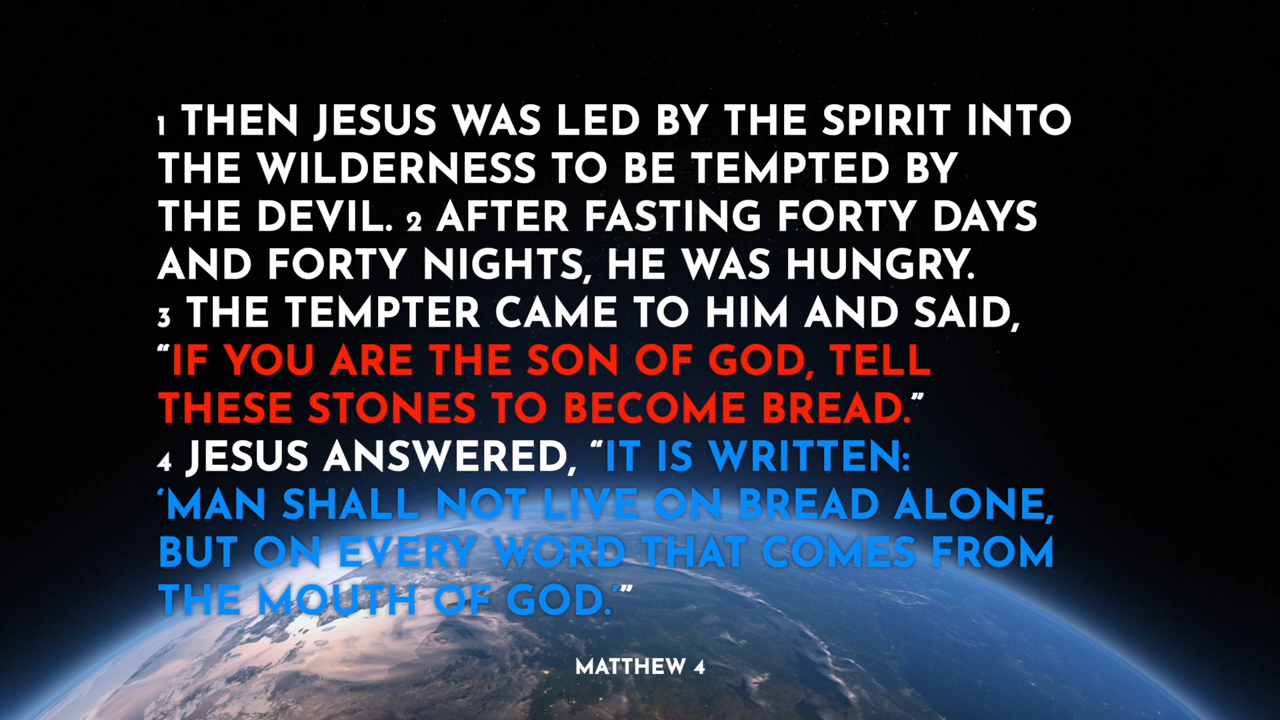 1 THEN JESUS WAS LED BY THE SPIRIT INTO
THE WILDERNESS TO BE TEMPTED BY
THE DEVIL. 2 AFTER FASTING FORTY DAYS
AND FORTY NIGHTS, HE WAS HUNGRY.
3 THE TEMPTER CAME TO HIM AND SAID,
“IF YOU ARE THE SON OF GOD, TELL
THESE STONES TO BECOME BREAD.”
4 JESUS ANSWERED, “IT IS WRITTEN:
‘MAN SHALL NOT LIVE ON BREAD ALONE,
BUT ON EVERY WORD THAT COMES FROM
THE MOUTH OF GOD.’”
MATTHEW 4